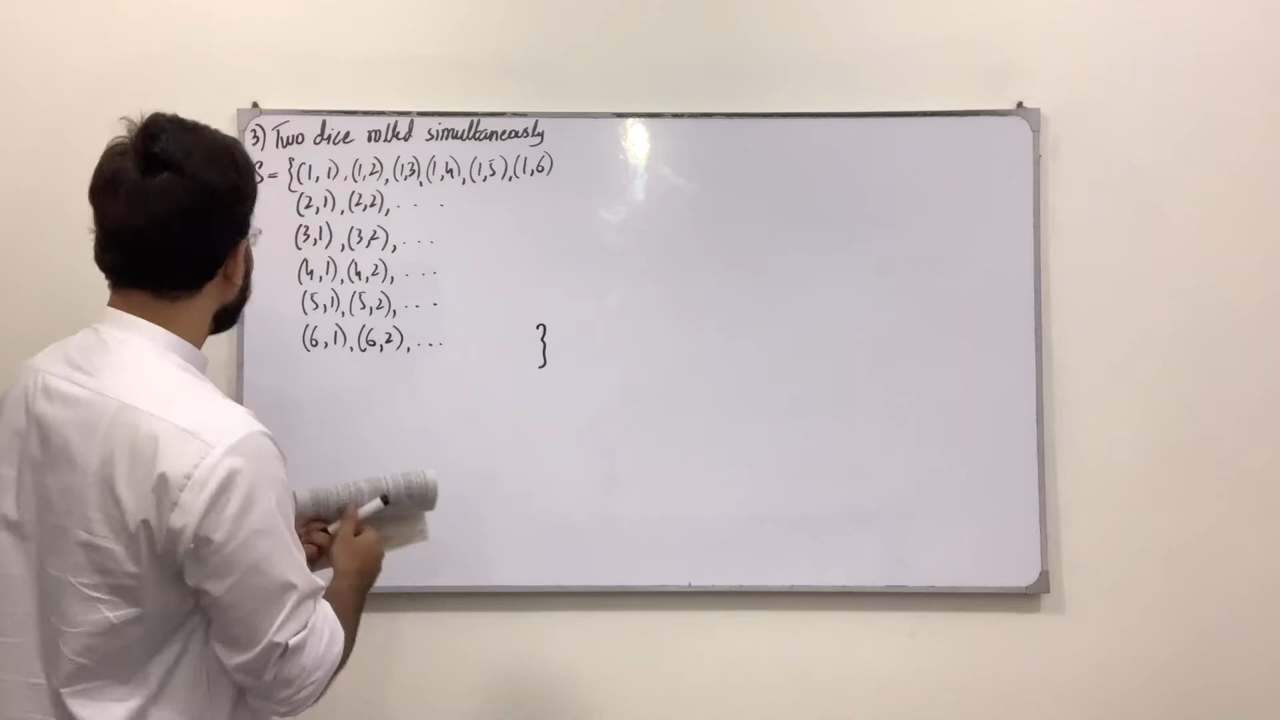 3) Two dice rolled simultaneously
S = {(1, 1), (1,2), (1,3), (1,4), (1,5), (1,6)
(2,1), (2,2), . . .
(3,1), (3,2), . . .
(4,1), (4,2), . . .
(5,1), (5,2), . . .
(6,1), (6,2), . . . }